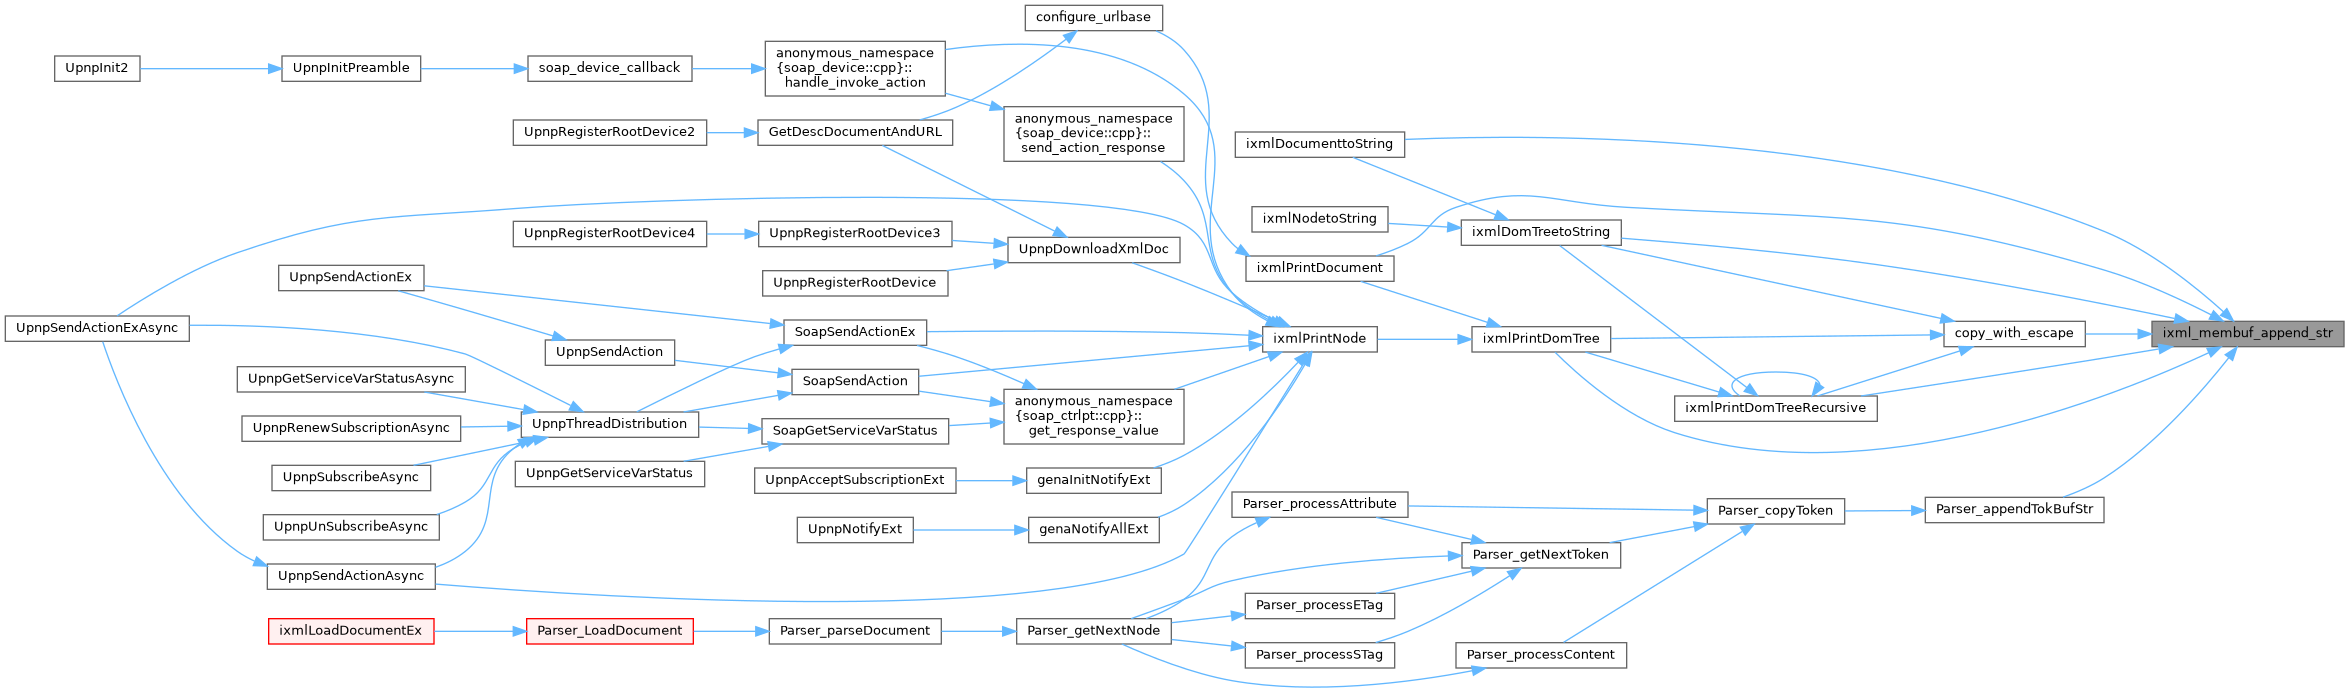 configure_urlbase
UpnpInit2
UpnpInitPreamble
soap_device_callback
anonymous_namespace
{soap_device::cpp}::
handle_invoke_action
UpnpRegisterRootDevice2
GetDescDocumentAndURL
anonymous_namespace
{soap_device::cpp}::
send_action_response
ixmlDocumenttoString
ixmlNodetoString
ixmlDomTreetoString
UpnpRegisterRootDevice4
UpnpRegisterRootDevice3
UpnpDownloadXmlDoc
ixmlPrintDocument
UpnpSendActionEx
UpnpRegisterRootDevice
UpnpSendActionExAsync
SoapSendActionEx
ixmlPrintNode
ixmlPrintDomTree
copy_with_escape
ixml_membuf_append_str
UpnpSendAction
UpnpGetServiceVarStatusAsync
SoapSendAction
anonymous_namespace
{soap_ctrlpt::cpp}::
get_response_value
ixmlPrintDomTreeRecursive
UpnpRenewSubscriptionAsync
UpnpThreadDistribution
SoapGetServiceVarStatus
UpnpSubscribeAsync
UpnpGetServiceVarStatus
UpnpAcceptSubscriptionExt
genaInitNotifyExt
Parser_processAttribute
Parser_copyToken
Parser_appendTokBufStr
UpnpUnSubscribeAsync
UpnpNotifyExt
genaNotifyAllExt
Parser_getNextToken
UpnpSendActionAsync
Parser_processETag
ixmlLoadDocumentEx
Parser_LoadDocument
Parser_parseDocument
Parser_getNextNode
Parser_processSTag
Parser_processContent